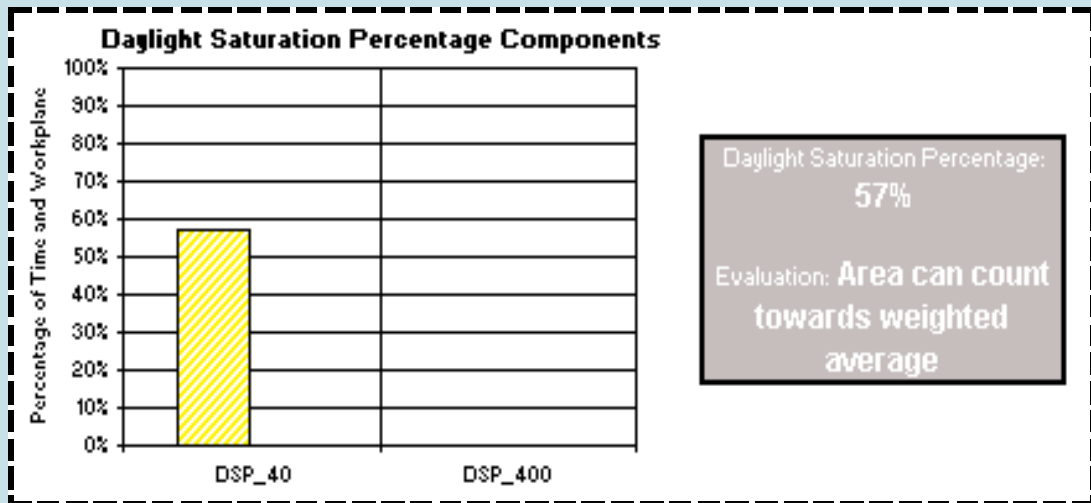 Daylight Saturation Percentage Components
Percentage of Time and Workplane
100%
90%
80%
70%
60%
50%
40%
30%
20%
10%
0%
DSP_40
DSP_400
Daylight Saturation Percentage:
57%
Evaluation: Area can count
towards weighted
average